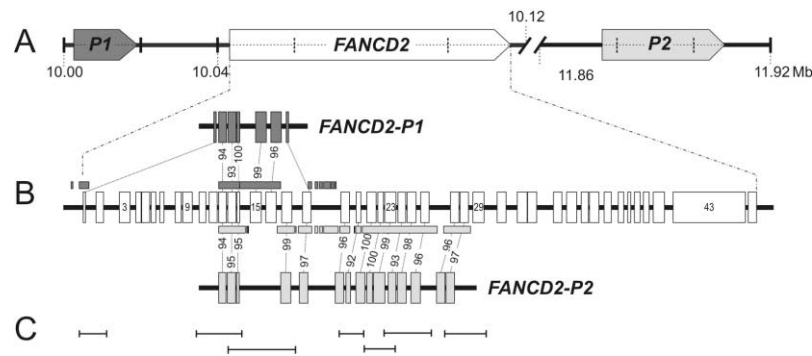 A P1 FANCD2 10.12 P2
10.00 10.04 11.86 11.92 Mb
FANCD2-P1
94 93 100 99 96
B 3 9 15 23 29 43
94 95 95 99 97 96 92 100 100 99 93 98 96 96 97
FANCD2-P2
C